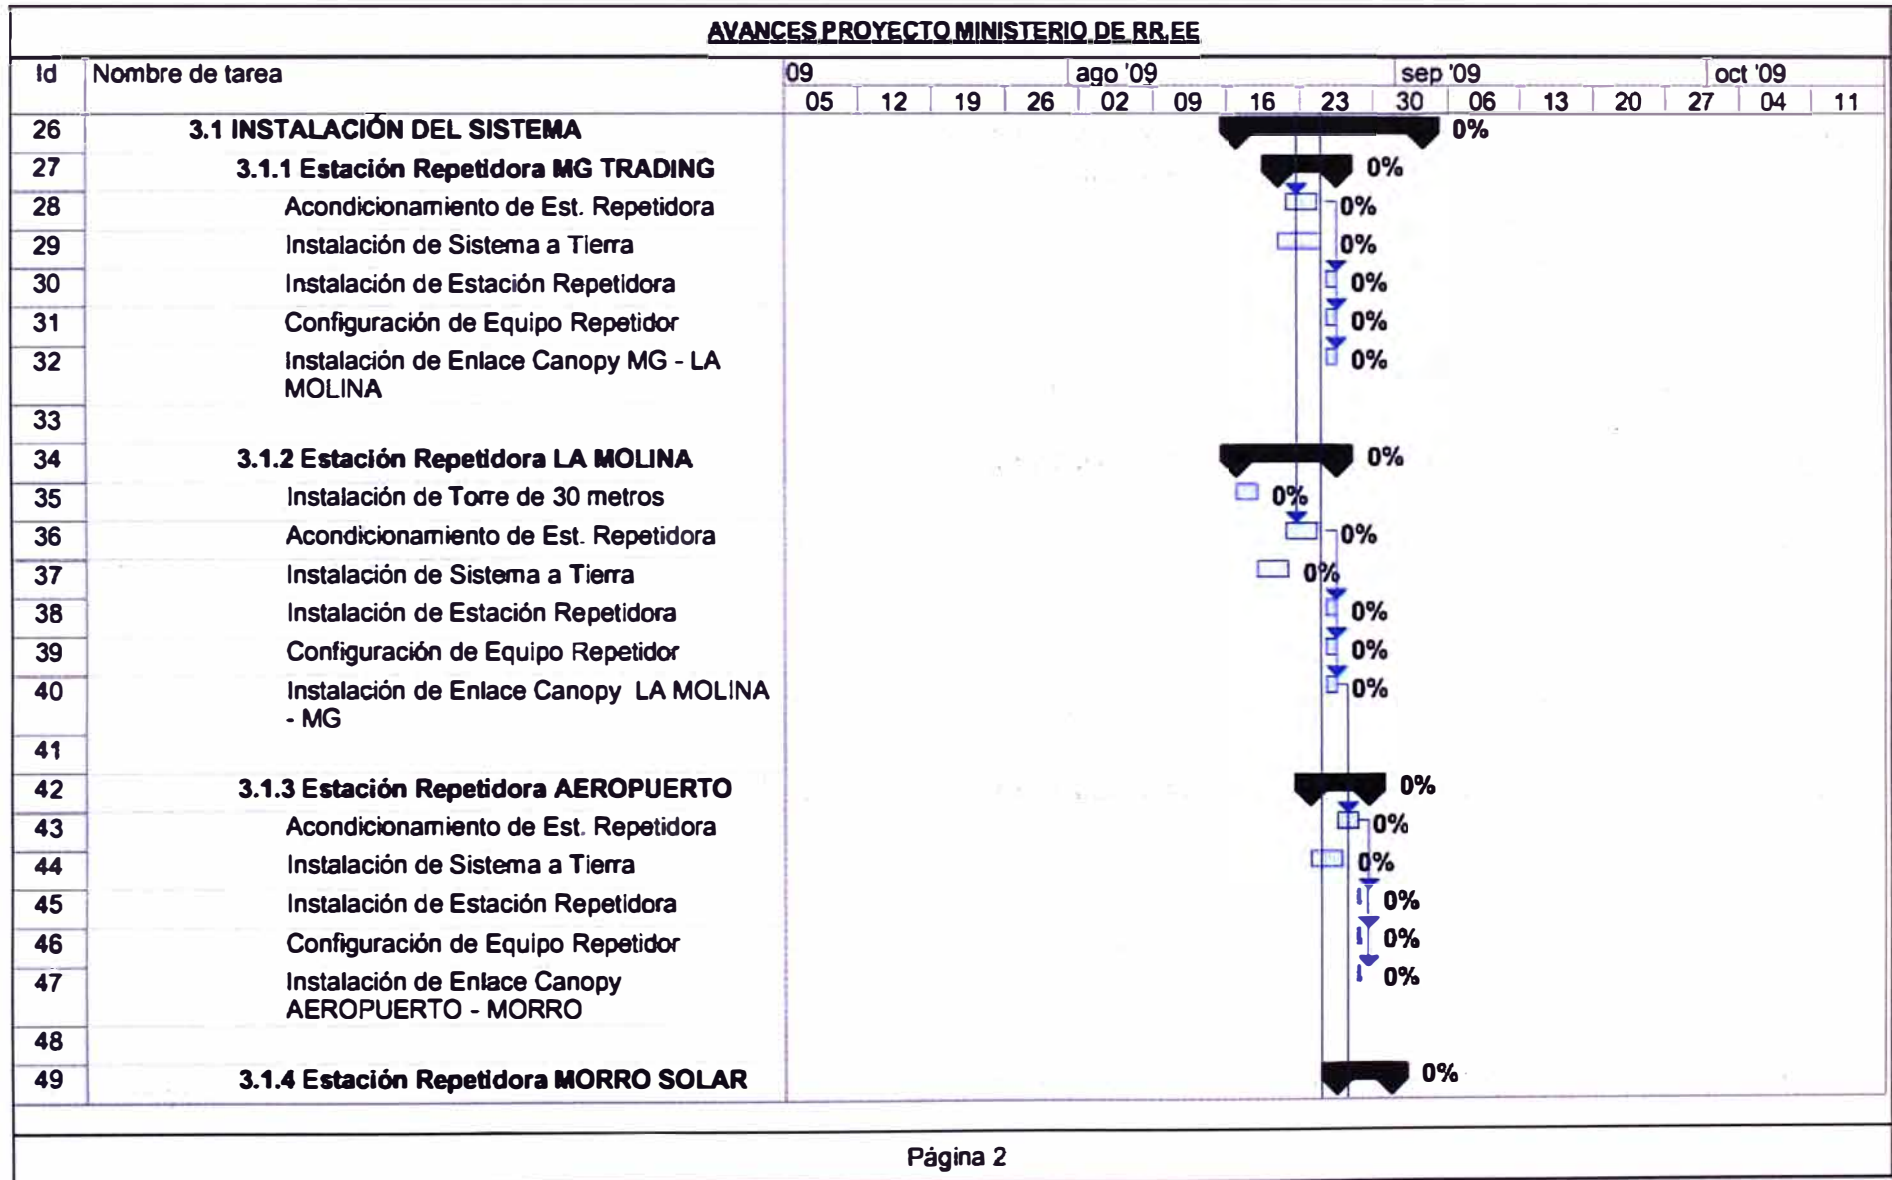 AVANCES PROYECTO MINISTERIO DE RR.EE
Id Nombre de tarea 09 ago '09 sep '09 oct '09
05 12 19 26 02 09 16 23 30 06 13 20 27 04 11
26 3.1 INSTALACIÓN DEL SISTEMA 0%
27 3.1.1 Estación Repetidora MG TRADING 0%
28 Acondicionamiento de Est. Repetidora 0%
29 Instalación de Sistema a Tierra 0%
30 Instalación de Estación Repetidora 0%
31 Configuración de Equipo Repetidor 0%
32 Instalación de Enlace Canopy MG - LA 0%
MOLINA
33
34 3.1.2 Estación Repetidora LA MOLINA 0%
35 Instalación de Torre de 30 metros 0%
36 Acondicionamiento de Est. Repetidora 0%
37 Instalación de Sistema a Tierra 0%
38 Instalación de Estación Repetidora 0%
39 Configuración de Equipo Repetidor 0%
40 Instalación de Enlace Canopy LA MOLINA 0%
- MG
41
42 3.1.3 Estación Repetidora AEROPUERTO 0%
43 Acondicionamiento de Est. Repetidora 0%
44 Instalación de Sistema a Tierra 0%
45 Instalación de Estación Repetidora 0%
46 Configuración de Equipo Repetidor 0%
47 Instalación de Enlace Canopy 0%
AEROPUERTO - MORRO
48
49 3.1.4 Estación Repetidora MORRO SOLAR 0%
Página 2